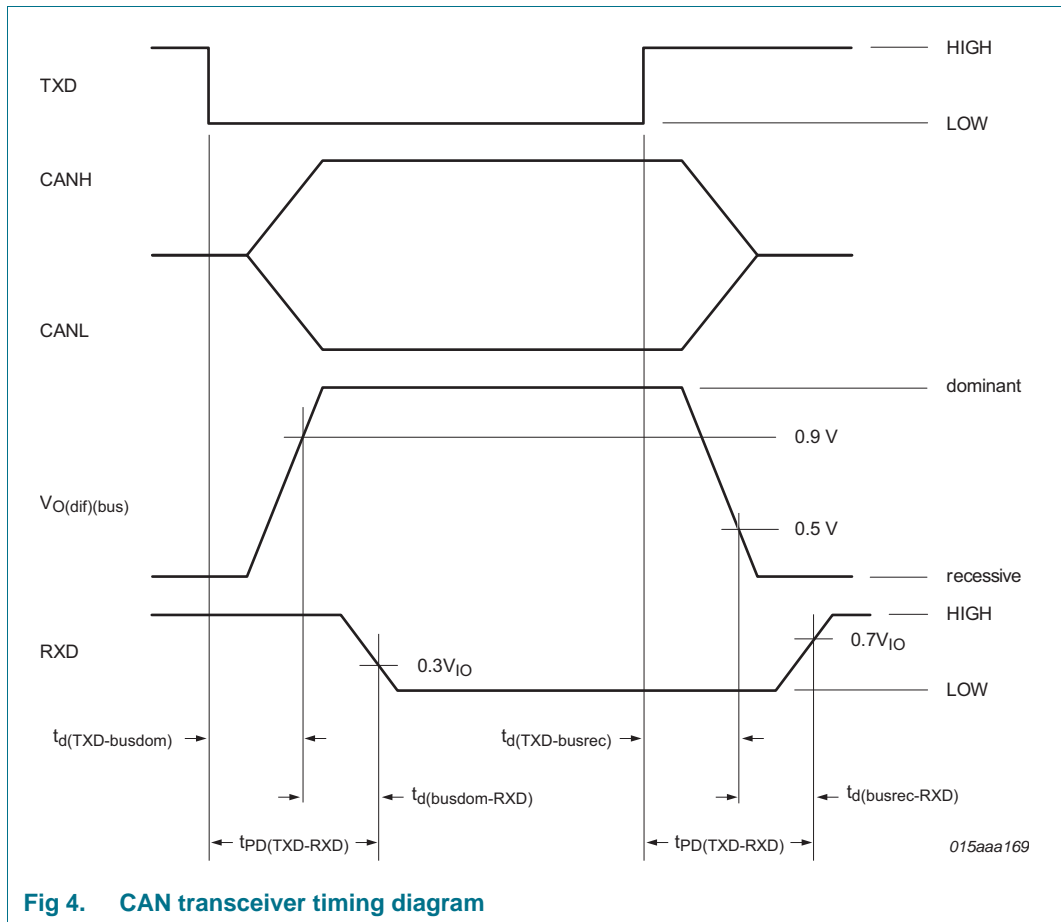 HIGH
TXD
LOW
CANH
CANL
dominant
0.9 V
VO(dif)(bus)
0.5 V
recessive
HIGH
RXD
0.7VIO
0.3VIO
LOW
td(TXD-busdom)
td(TXD-busrec)
td(busdom-RXD)
td(busrec-RXD)
tPD(TXD-RXD)
tPD(TXD-RXD)
015aaa169
Fig 4. CAN transceiver timing diagram